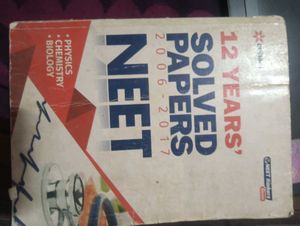 12 YEARS'
SOLVED
PAPERS
2006-2017
NEET
• PHYSICS
• CHEMISTRY
• BIOLOGY